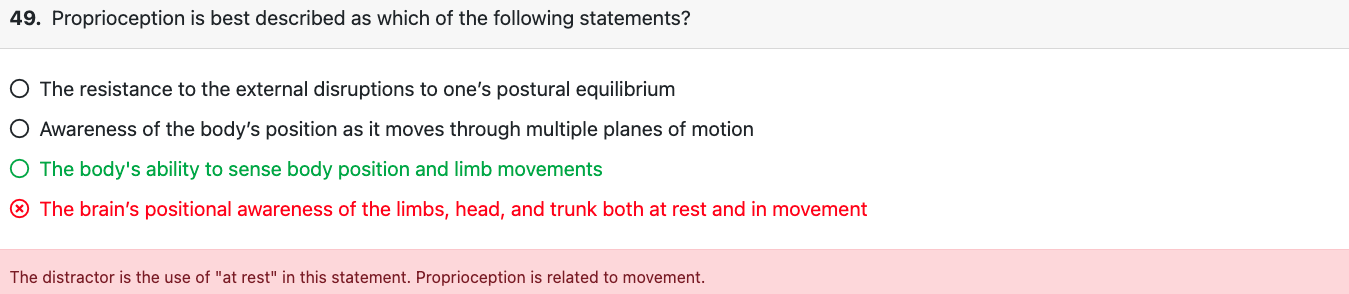 49. Proprioception is best described as which of the following statements?
The resistance to the external disruptions to one’s postural equilibrium
Awareness of the body’s position as it moves through multiple planes of motion
The body's ability to sense body position and limb movements
The brain’s positional awareness of the limbs, head, and trunk both at rest and in movement
The distractor is the use of "at rest" in this statement. Proprioception is related to movement.